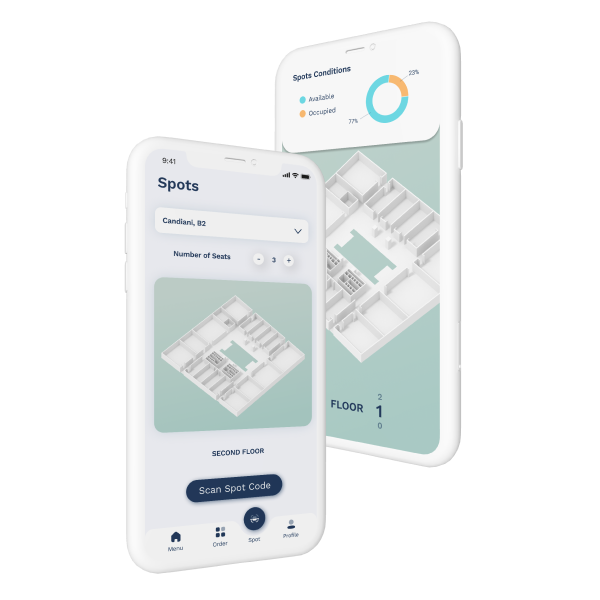 9:41
Spots
Candiani, B2
Number of Seats
- 3 +
SECOND FLOOR
Scan Spot Code
Menu
Order
Spot
Profile
Spots Conditions
Available
Occupied
23%
77%
2
FLOOR 1
0